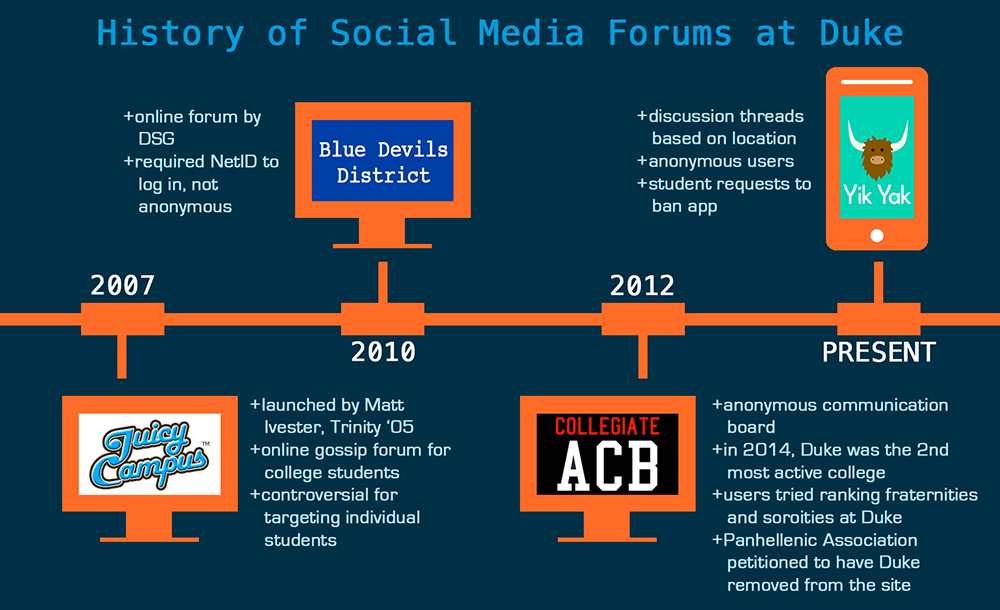 History of Social Media Forums at Duke
+online forum by
DSG
+required NetID to
log in, not
anonymous
Blue Devils
District
+discussion threads
based on location
+anonymous users
+student requests to
ban app
Yik Yak
2007
2010
2012
PRESENT
Juicy
Campus
TM
+launched by Matt
Ivester, Trinity ‘05
+online gossip forum for
college students
+controversial for
targeting individual
students
COLLEGIATE
ACB
+anonymous communication
board
+in 2014, Duke was the 2nd
most active college
+users tried ranking fraternities
and soroities at Duke
+Panhellenic Association
petitioned to have Duke
removed from the site